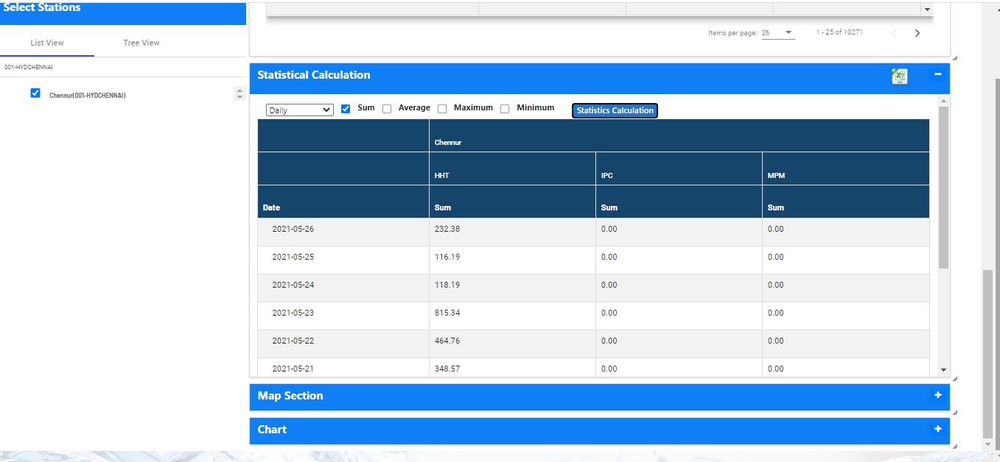 Select Stations
List View Tree View
001-HYDCHENNAI
Chennur(001-HYDCHENNAI)
Items per page: 25 1 - 25 of 10271
Statistical Calculation
Daily Sum Average Maximum Minimum Statistics Calculation
Chennur
HHT IPC MPM
Date Sum Sum Sum
2021-05-26 232.38 0.00 0.00
2021-05-25 116.19 0.00 0.00
2021-05-24 118.19 0.00 0.00
2021-05-23 815.34 0.00 0.00
2021-05-22 464.76 0.00 0.00
2021-05-21 348.57 0.00 0.00
Map Section
Chart